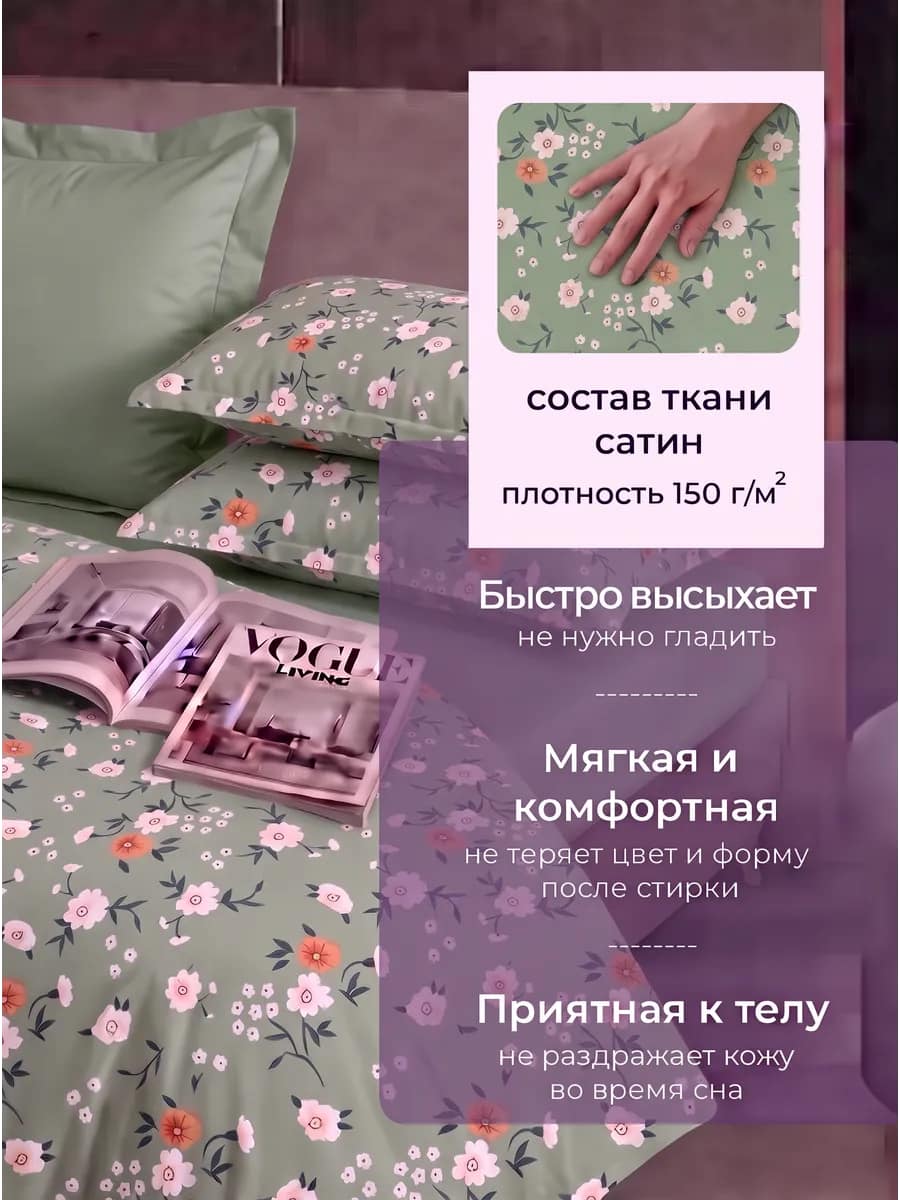 состав ткани
сатин
плотность 150 г/м²
Быстро высыхает
не нужно гладить
VOGUE
LIVING
Мягкая и
комфортная
не теряет цвет и форму
после стирки
Приятная к телу
не раздражает кожу
во время сна